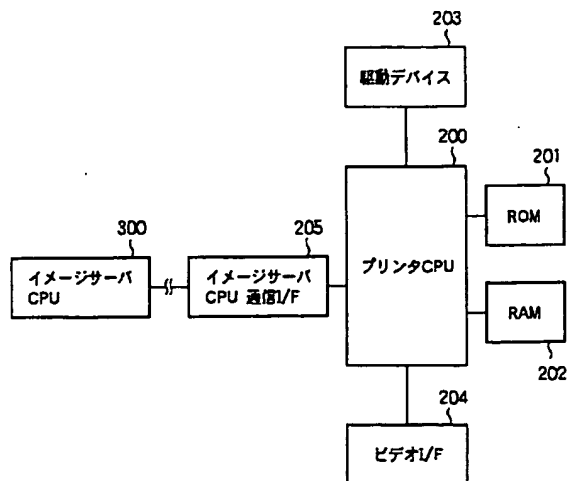 203
駆動デバイス
200
201
ROM
300
205
イメージサーバ
CPU
イメージサーバ
CPU 通信I/F
プリンタCPU
RAM
202
204
ビデオI/F